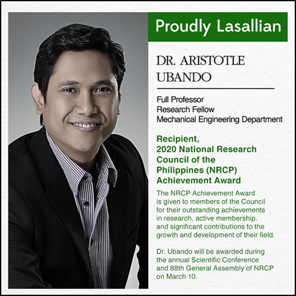 Proudly Lasallian
DR. ARISTOTLE
UBANDO
Full Professor
Research Fellow
Mechanical Engineering Department
Recipient,
2020 National Research
Council of the
Philippines (NRCP)
Achievement Award
The NRCP Achievement Award
is given to members of the Council
for their outstanding achievements
in research, active membership,
and significant contributions to the
growth and development of their field.
Dr. Ubando will be awarded during
the annual Scientific Conference
and 88th General Assembly of NRCP
on March 10.